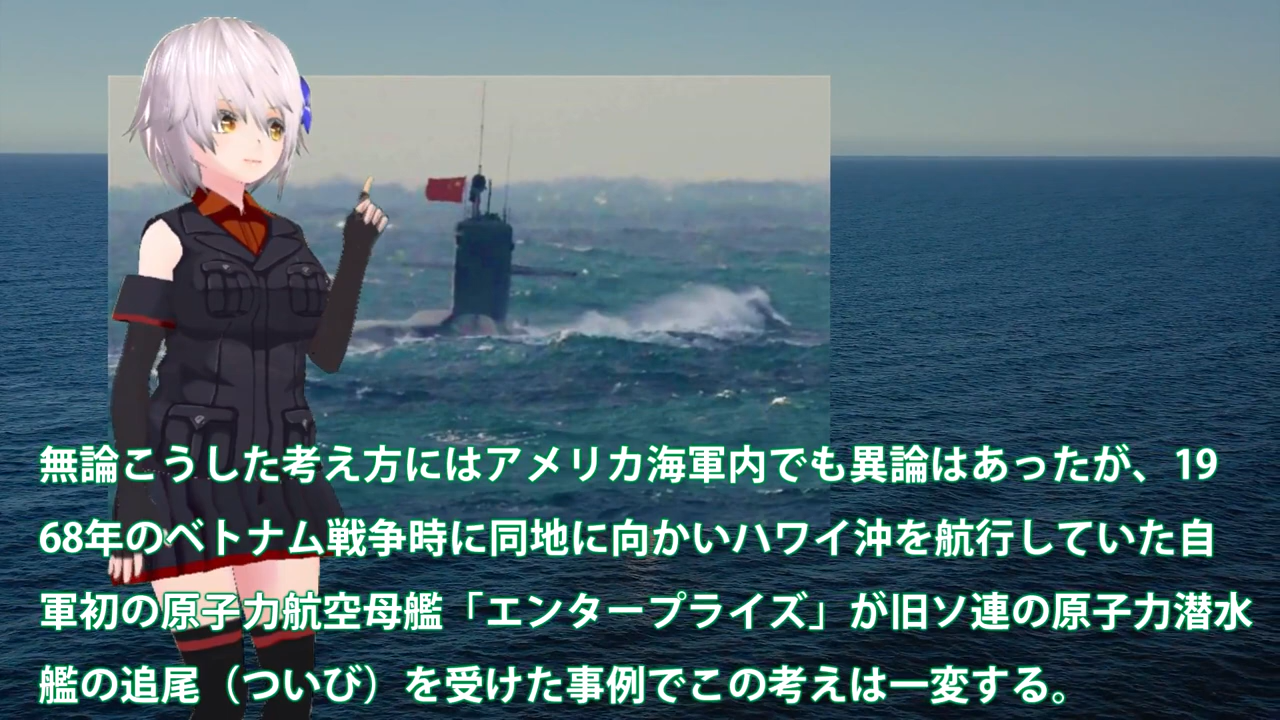 無論こうした考え方にはアメリカ海軍内でも異論はあったが、19
68年のベトナム戦争時に同地に向かいハワイ沖を航行していた自
軍初の原子力航空母艦「エンタープライズ」が旧ソ連の原子力潜水
艦の追尾（ついび）を受けた事例でこの考えは一変する。